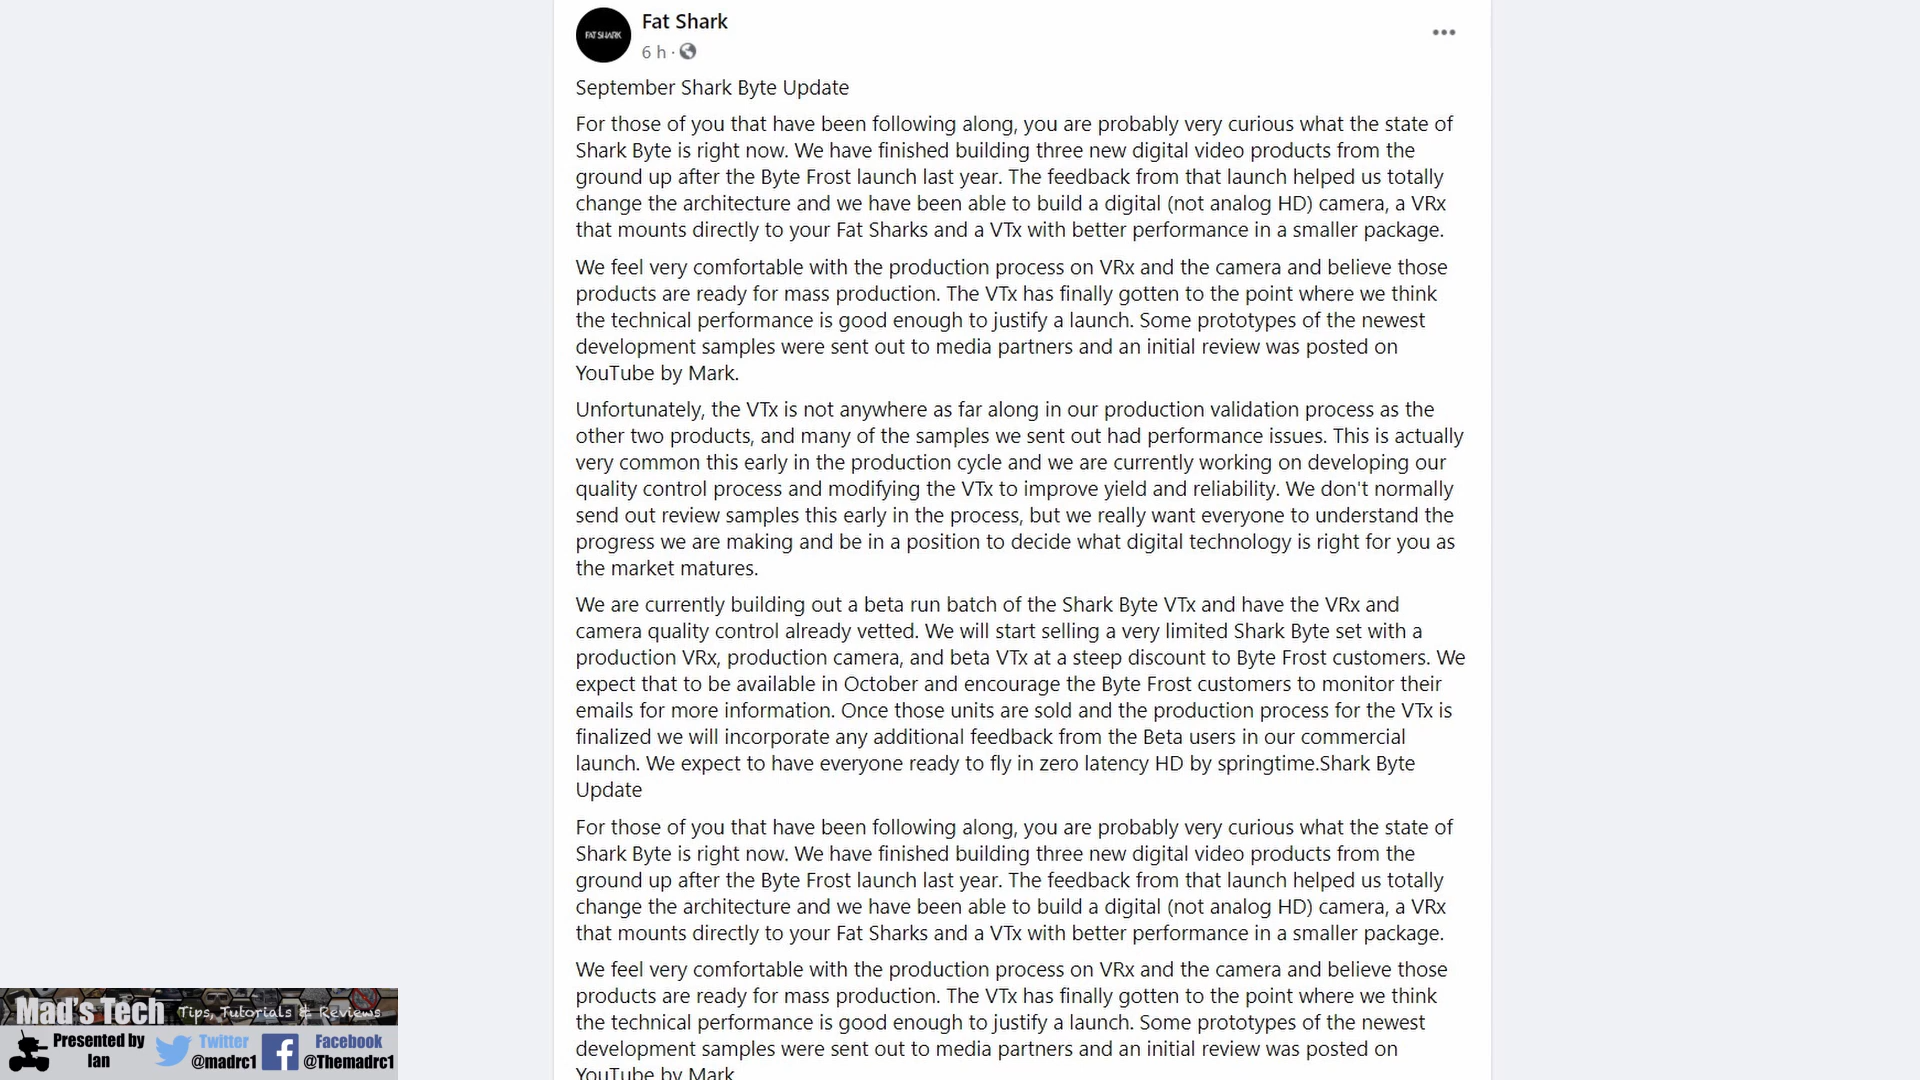 FAT SHARK
Fat Shark
6 h ·
September Shark Byte Update
For those of you that have been following along, you are probably very curious what the state of
Shark Byte is right now. We have finished building three new digital video products from the
ground up after the Byte Frost launch last year. The feedback from that launch helped us totally
change the architecture and we have been able to build a digital (not analog HD) camera, a VRx
that mounts directly to your Fat Sharks and a VTx with better performance in a smaller package.
We feel very comfortable with the production process on VRx and the camera and believe those
products are ready for mass production. The VTx has finally gotten to the point where we think
the technical performance is good enough to justify a launch. Some prototypes of the newest
development samples were sent out to media partners and an initial review was posted on
YouTube by Mark.
Unfortunately, the VTx is not anywhere as far along in our production validation process as the
other two products, and many of the samples we sent out had performance issues. This is actually
very common this early in the production cycle and we are currently working on developing our
quality control process and modifying the VTx to improve yield and reliability. We don't normally
send out review samples this early in the process, but we really want everyone to understand the
progress we are making and be in a position to decide what digital technology is right for you as
the market matures.
We are currently building out a beta run batch of the Shark Byte VTx and have the VRx and
camera quality control already vetted. We will start selling a very limited Shark Byte set with a
production VRx, production camera, and beta VTx at a steep discount to Byte Frost customers. We
expect that to be available in October and encourage the Byte Frost customers to monitor their
emails for more information. Once those units are sold and the production process for the VTx is
finalized we will incorporate any additional feedback from the Beta users in our commercial
launch. We expect to have everyone ready to fly in zero latency HD by springtime.Shark Byte
Update
For those of you that have been following along, you are probably very curious what the state of
Shark Byte is right now. We have finished building three new digital video products from the
ground up after the Byte Frost launch last year. The feedback from that launch helped us totally
change the architecture and we have been able to build a digital (not analog HD) camera, a VRx
that mounts directly to your Fat Sharks and a VTx with better performance in a smaller package.
We feel very comfortable with the production process on VRx and the camera and believe those
products are ready for mass production. The VTx has finally gotten to the point where we think
the technical performance is good enough to justify a launch. Some prototypes of the newest
development samples were sent out to media partners and an initial review was posted on
YouTube by Mark
Mad's Tech Tips, Tutorials & Reviews
Presented by
Ian
Twitter
@madrc1
Facebook
@Themadrc1